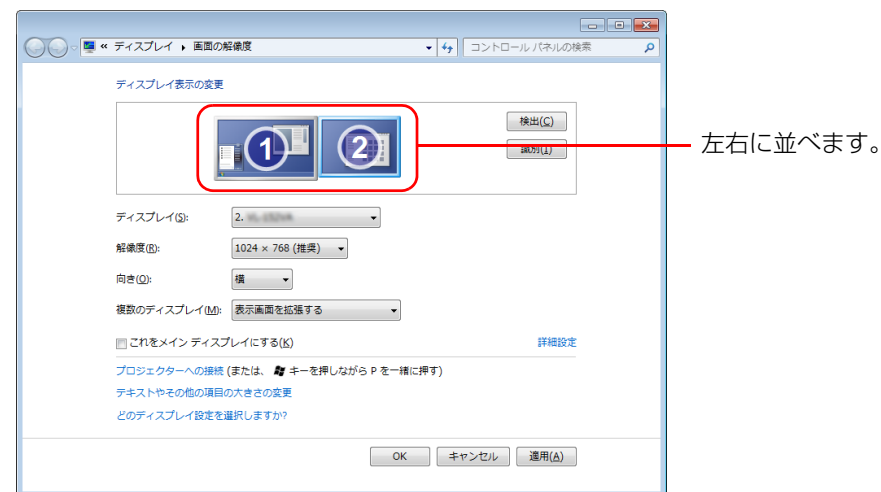 « ディスプレイ ▸ 画面の解像度
コントロール パネルの検索
ディスプレイ表示の変更
1
2
検出(C)
識別(I)
左右に並べます。
ディスプレイ(S):
2.
解像度(R):
1024 × 768 (推奨)
向き(O):
横
複数のディスプレイ(M):
表示画面を拡張する
これをメイン ディスプレイにする(K)
詳細設定
プロジェクターへの接続 (または、 キーを押しながら P を一緒に押す)
テキストやその他の項目の大きさの変更
どのディスプレイ設定を選択しますか?
OK
キャンセル
適用(A)